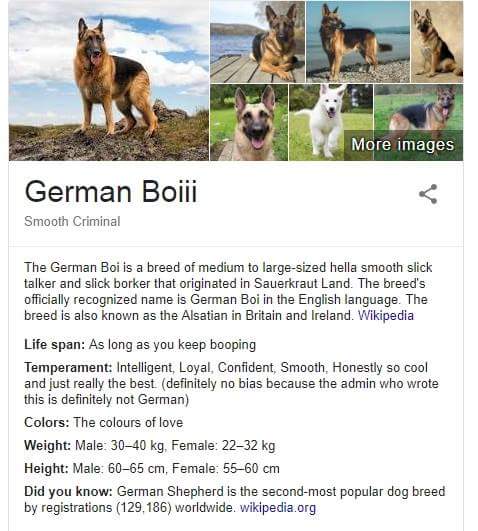 More images
German Boiii
Smooth Criminal
The German Boi is a breed of medium to large-sized hella smooth slick
talker and slick borker that originated in Sauerkraut Land. The breed's
officially recognized name is German Boi in the English language. The
breed is also known as the Alsatian in Britain and Ireland. Wikipedia
Life span: As long as you keep booping
Temperament: Intelligent, Loyal, Confident, Smooth, Honestly so cool
and just really the best. (definitely no bias because the admin who wrote
this is definitely not German)
Colors: The colours of love
Weight: Male: 30–40 kg, Female: 22–32 kg
Height: Male: 60–65 cm, Female: 55–60 cm
Did you know: German Shepherd is the second-most popular dog breed
by registrations (129,186) worldwide. wikipedia.org